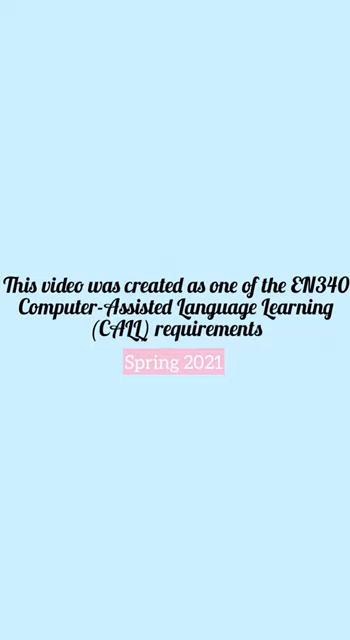 This video was created as one of the EN340
Computer-Assisted Language Learning
(CALL) requirements
Spring 2021